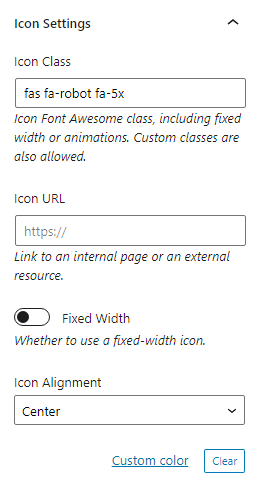 Icon Settings
Icon Class
fas fa-robot fa-5x
Icon Font Awesome class, including fixed
width or animations. Custom classes are
also allowed.
Icon URL
https://
Link to an internal page or an external
resource.
Fixed Width
Whether to use a fixed-width icon.
Icon Alignment
Center
Custom color Clear